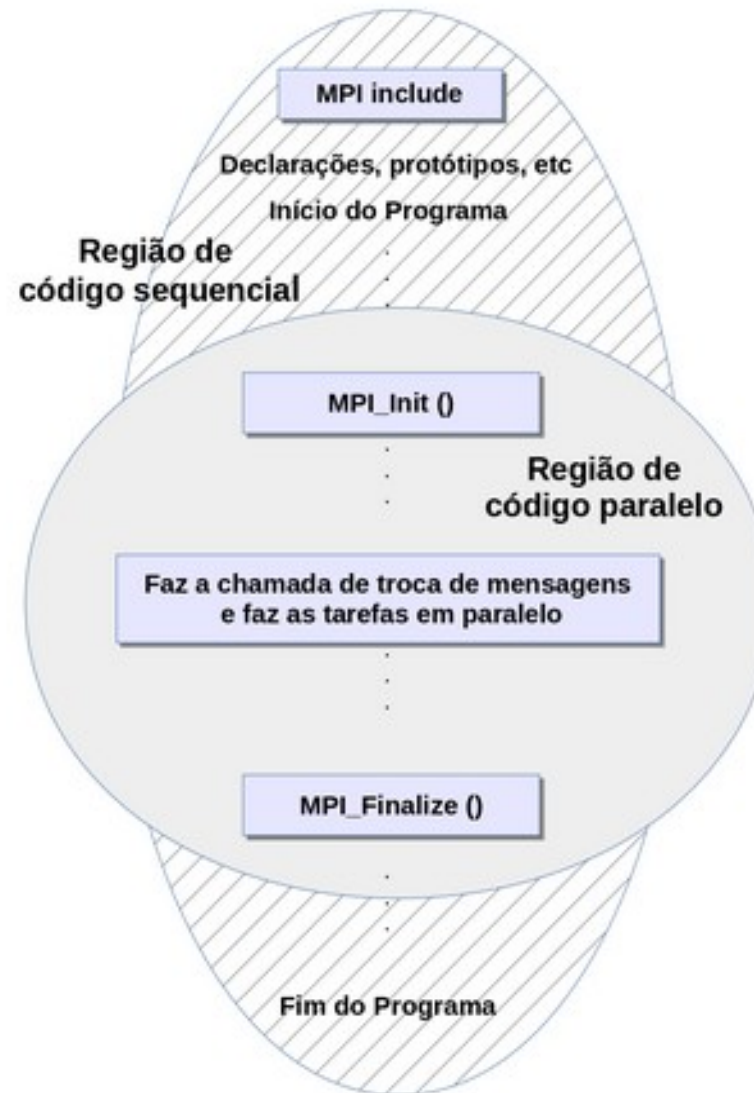 MPI include
Declarações, protótipos, etc
Início do Programa
Região de
código sequencial
MPI_Init ()
Região de
código paralelo
Faz a chamada de troca de mensagens
e faz as tarefas em paralelo
MPI_Finalize ()
Fim do Programa